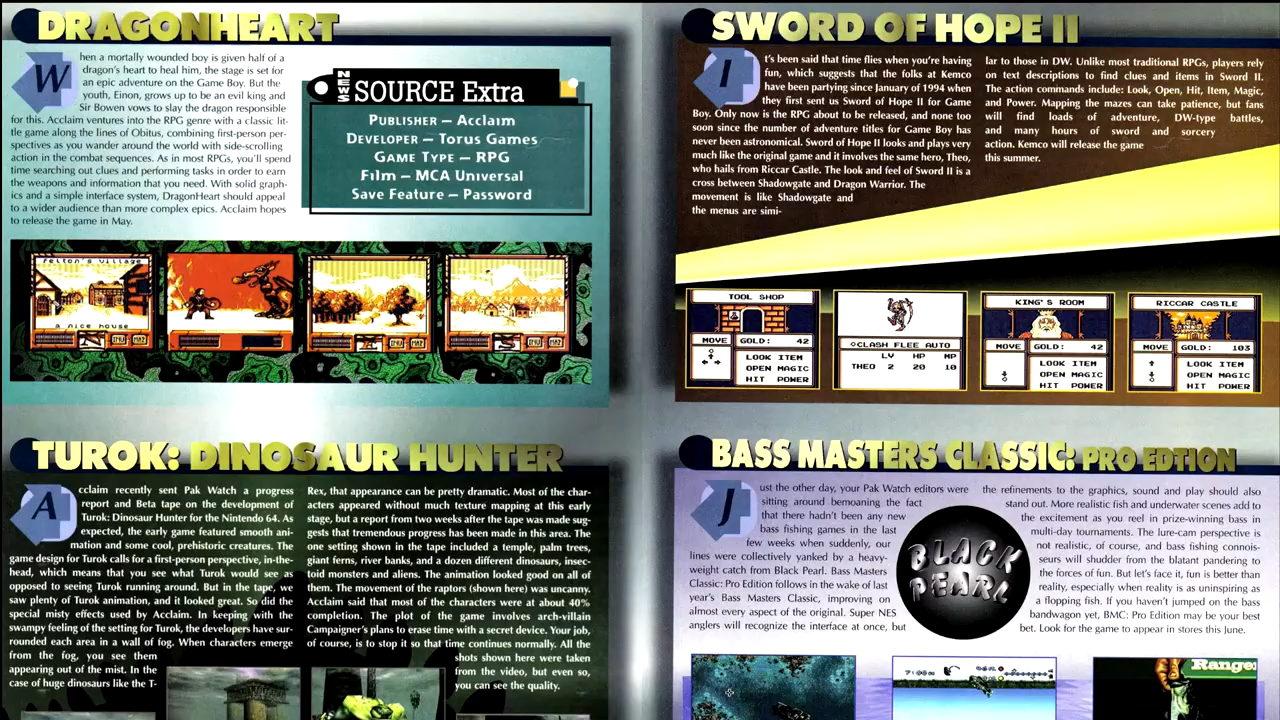 DRAGONHEART
When a mortally wounded boy is given half of a
dragon's heart to heal him, the stage is set for
an epic adventure on the Game Boy. But the
youth, Einon, grows up to be an evil king and
Sir Bowen vows to slay the dragon responsible
for this. Acclaim ventures into the RPG genre with a classic lit-
tle game along the lines of Obitus, combining first-person per-
spectives as you wander around the world with side-scrolling
action in the combat sequences. As in most RPGs, you'll spend
time searching out clues and performing tasks in order to earn
the weapons and information that you need. With solid graph-
ics and a simple interface system, DragonHeart should appeal
to a wider audience than more complex epics. Acclaim hopes
to release the game in May.
NEWS
SOURCE Extra
PUBLISHER – ACCLAIM
DEVELOPER – TORUS GAMES
GAME TYPE – RPG
FILM – MCA UNIVERSAL
SAVE FEATURE – PASSWORD
felton's village
a nice house
MAP
MAP
MAP
SWORD OF HOPE II
It's been said that time flies when you're having
fun, which suggests that the folks at Kemco
have been partying since January of 1994 when
they first sent us Sword of Hope II for Game
Boy. Only now is the RPG about to be released, and none too
soon since the number of adventure titles for Game Boy has
never been astronomical. Sword of Hope II looks and plays very
much like the original game and it involves the same hero, Theo,
who hails from Riccar Castle. The look and feel of Sword II is a
cross between Shadowgate and Dragon Warrior. The
movement is like Shadowgate and
the menus are simi-
lar to those in DW. Unlike most traditional RPGs, players rely
on text descriptions to find clues and items in Sword II.
The action commands include: Look, Open, Hit, Item, Magic,
and Power. Mapping the mazes can take patience, but fans
will find loads of adventure, DW-type battles,
and many hours of sword and sorcery
action. Kemco will release the game
this summer.
TOOL SHOP
MOVE GOLD: 42
LOOK ITEM
OPEN MAGIC
HIT POWER
CLASH FLEE AUTO
LV HP MP
THEO 2 20 10
KING'S ROOM
MOVE GOLD: 42
LOOK ITEM
OPEN MAGIC
HIT POWER
RICCAR CASTLE
MOVE GOLD: 103
LOOK ITEM
OPEN MAGIC
HIT POWER
TUROK: DINOSAUR HUNTER
Acclaim recently sent Pak Watch a progress
report and Beta tape on the development of
Turok: Dinosaur Hunter for the Nintendo 64. As
expected, the early game featured smooth ani-
mation and some cool, prehistoric creatures. The
game design for Turok calls for a first-person perspective, in-the-
head, which means that you see what Turok would see as
opposed to seeing Turok running around. But in the tape, we
saw plenty of Turok animation, and it looked great. So did the
special misty effects used by Acclaim. In keeping with the
swampy feeling of the setting for Turok, the developers have sur-
rounded each area in a wall of fog. When characters emerge
from the fog, you see them
appearing out of the mist. In the
case of huge dinosaurs like the T-
Rex, that appearance can be pretty dramatic. Most of the char-
acters appeared without much texture mapping at this early
stage, but a report from two weeks after the tape was made sug-
gests that tremendous progress has been made in this area. The
one setting shown in the tape included a temple, palm trees,
giant ferns, river banks, and a dozen different dinosaurs, insec-
toid monsters and aliens. The animation looked good on all of
them. The movement of the raptors (shown here) was uncanny.
Acclaim said that most of the characters were at about 40%
completion. The plot of the game involves arch-villain
Campaigner's plans to erase time with a secret device. Your job,
of course, is to stop it so that time continues normally. All the
shots shown here were taken
from the video, but even so,
you can see the quality.
BASS MASTERS CLASSIC: PRO EDTION
Just the other day, your Pak Watch editors were
sitting around bemoaning the fact
that there hadn't been any new
bass fishing games in the last
few weeks when suddenly, our
lines were collectively yanked by a heavy-
weight catch from Black Pearl. Bass Masters
Classic: Pro Edition follows in the wake of last
year's Bass Masters Classic, improving on
almost every aspect of the original. Super NES
anglers will recognize the interface at once, but
BLACK
PEARL
the refinements to the graphics, sound and play should also
stand out. More realistic fish and underwater scenes add to
the excitement as you reel in prize-winning bass in
multi-day tournaments. The lure-cam perspective is
not realistic, of course, and bass fishing connois-
seurs will shudder from the blatant pandering to
the forces of fun. But let's face it, fun is better than
reality, especially when reality is as uninspiring as
a flopping fish. If you haven't jumped on the bass
bandwagon yet, BMC: Pro Edition may be your best
bet. Look for the game to appear in stores this June.
Ranger